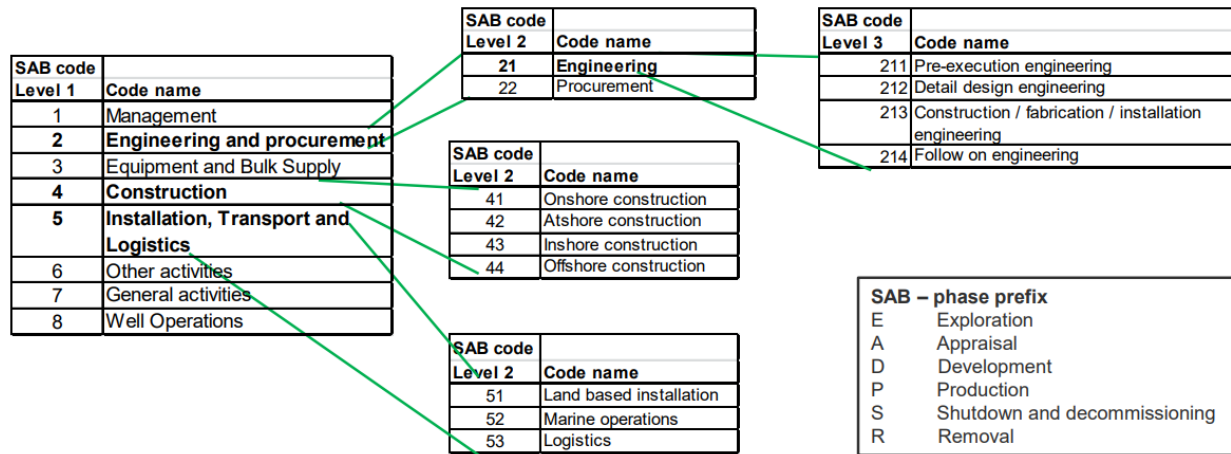 SAB code
Level 1 Code name
1 Management
2 Engineering and procurement
3 Equipment and Bulk Supply
4 Construction
5 Installation, Transport and
Logistics
6 Other activities
7 General activities
8 Well Operations
SAB code
Level 2 Code name
21 Engineering
22 Procurement
SAB code
Level 2 Code name
41 Onshore construction
42 Atshore construction
43 Inshore construction
44 Offshore construction
SAB code
Level 2 Code name
51 Land based installation
52 Marine operations
53 Logistics
SAB code
Level 3 Code name
211 Pre-execution engineering
212 Detail design engineering
213 Construction / fabrication / installation
engineering
214 Follow on engineering
SAB – phase prefix
E Exploration
A Appraisal
D Development
P Production
S Shutdown and decommissioning
R Removal